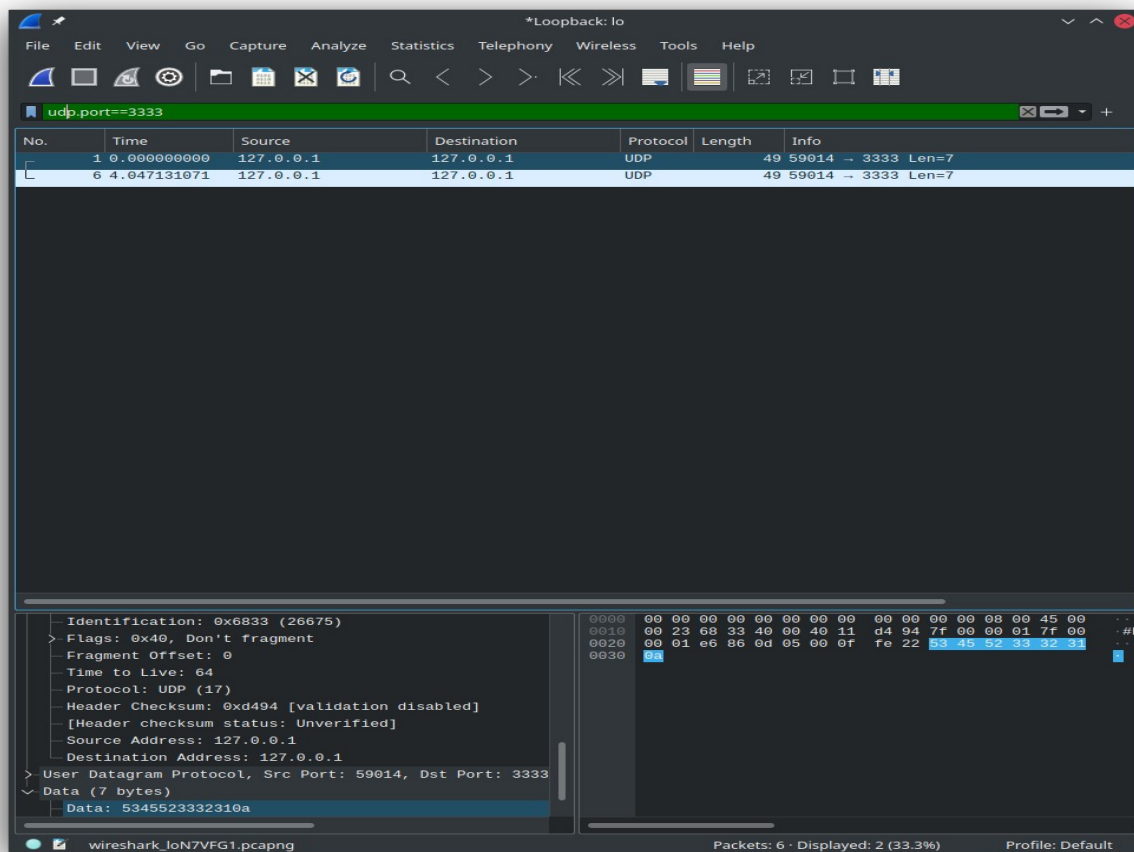 *Loopback: lo
File Edit View Go Capture Analyze Statistics Telephony Wireless Tools Help
udp.port==3333
No. Time Source Destination Protocol Length Info
1 0.000000000 127.0.0.1 127.0.0.1 UDP 49 59014 → 3333 Len=7
6 4.047131071 127.0.0.1 127.0.0.1 UDP 49 59014 → 3333 Len=7
Identification: 0x6833 (26675)
Flags: 0x40, Don't fragment
Fragment Offset: 0
Time to Live: 64
Protocol: UDP (17)
Header Checksum: 0xd494 [validation disabled]
[Header checksum status: Unverified]
Source Address: 127.0.0.1
Destination Address: 127.0.0.1
User Datagram Protocol, Src Port: 59014, Dst Port: 3333
Data (7 bytes)
Data: 5345523332310a
0000 00 00 00 00 00 00 00 00 00 00 00 00 08 00 45 00
0010 00 23 68 33 40 00 40 11 d4 94 7f 00 00 01 7f 00
0020 00 01 e6 86 0d 05 00 0f fe 22 53 45 52 33 32 31
0030 0a
wireshark_loN7VFG1.pcapng Packets: 6 · Displayed: 2 (33.3%) Profile: Default